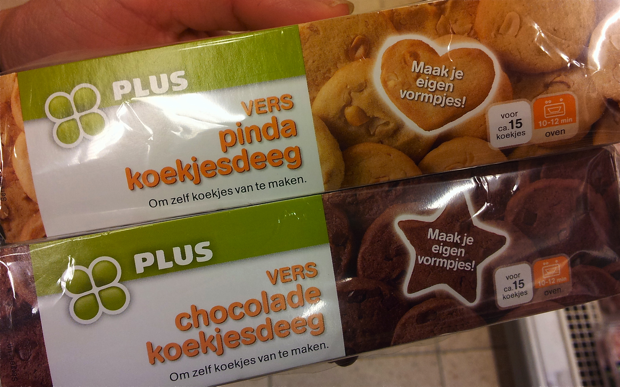 PLUS
VERS
pinda
koekjesdeeg
Om zelf koekjes van te maken.
Maak je
eigen
vormpjes!
voor
ca.15
koekjes
10-12 min
oven
PLUS
VERS
chocolade
koekjesdeeg
Om zelf koekjes van te maken.
Maak je
eigen
vormpjes!
voor
ca.15
koekjes
oven